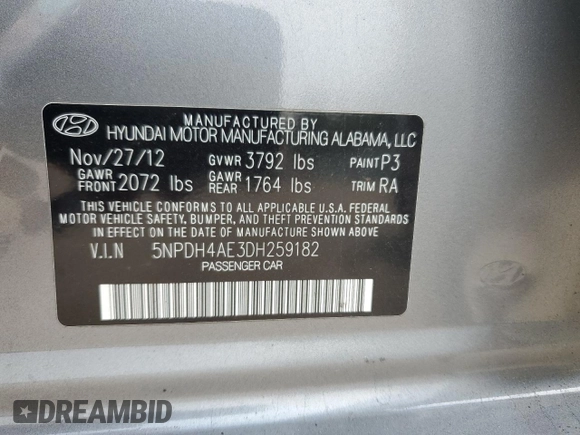 MANUFACTURED BY
HYUNDAI MOTOR MANUFACTURING ALABAMA, LLC
Nov/27/12 GVWR 3792 lbs PAINT P3
GAWR FRONT 2072 lbs GAWR REAR 1764 lbs TRIM RA
THIS VEHICLE CONFORMS TO ALL APPLICABLE U.S.A. FEDERAL
MOTOR VEHICLE SAFETY, BUMPER, AND THEFT PREVENTION STANDARDS
IN EFFECT ON THE DATE OF MANUFACTURE SHOWN ABOVE
V.I.N 5NPDH4AE3DH259182
PASSENGER CAR
DREAMBID